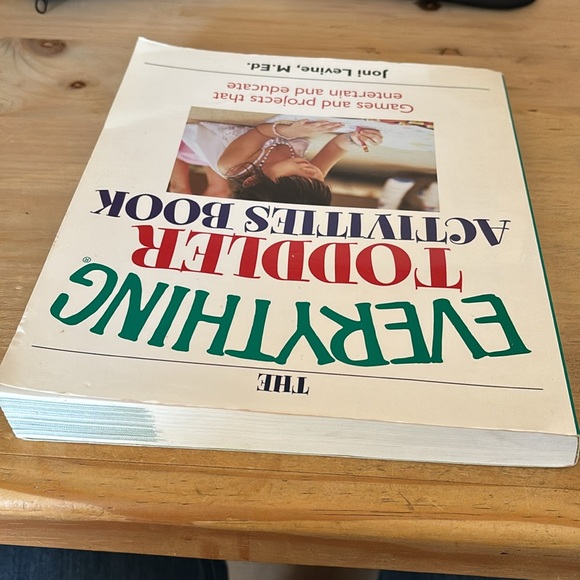 THE
EVERYTHING®
TODDLER
ACTIVITIES BOOK
Games and projects that
entertain and educate
Joni Levine, M.Ed.